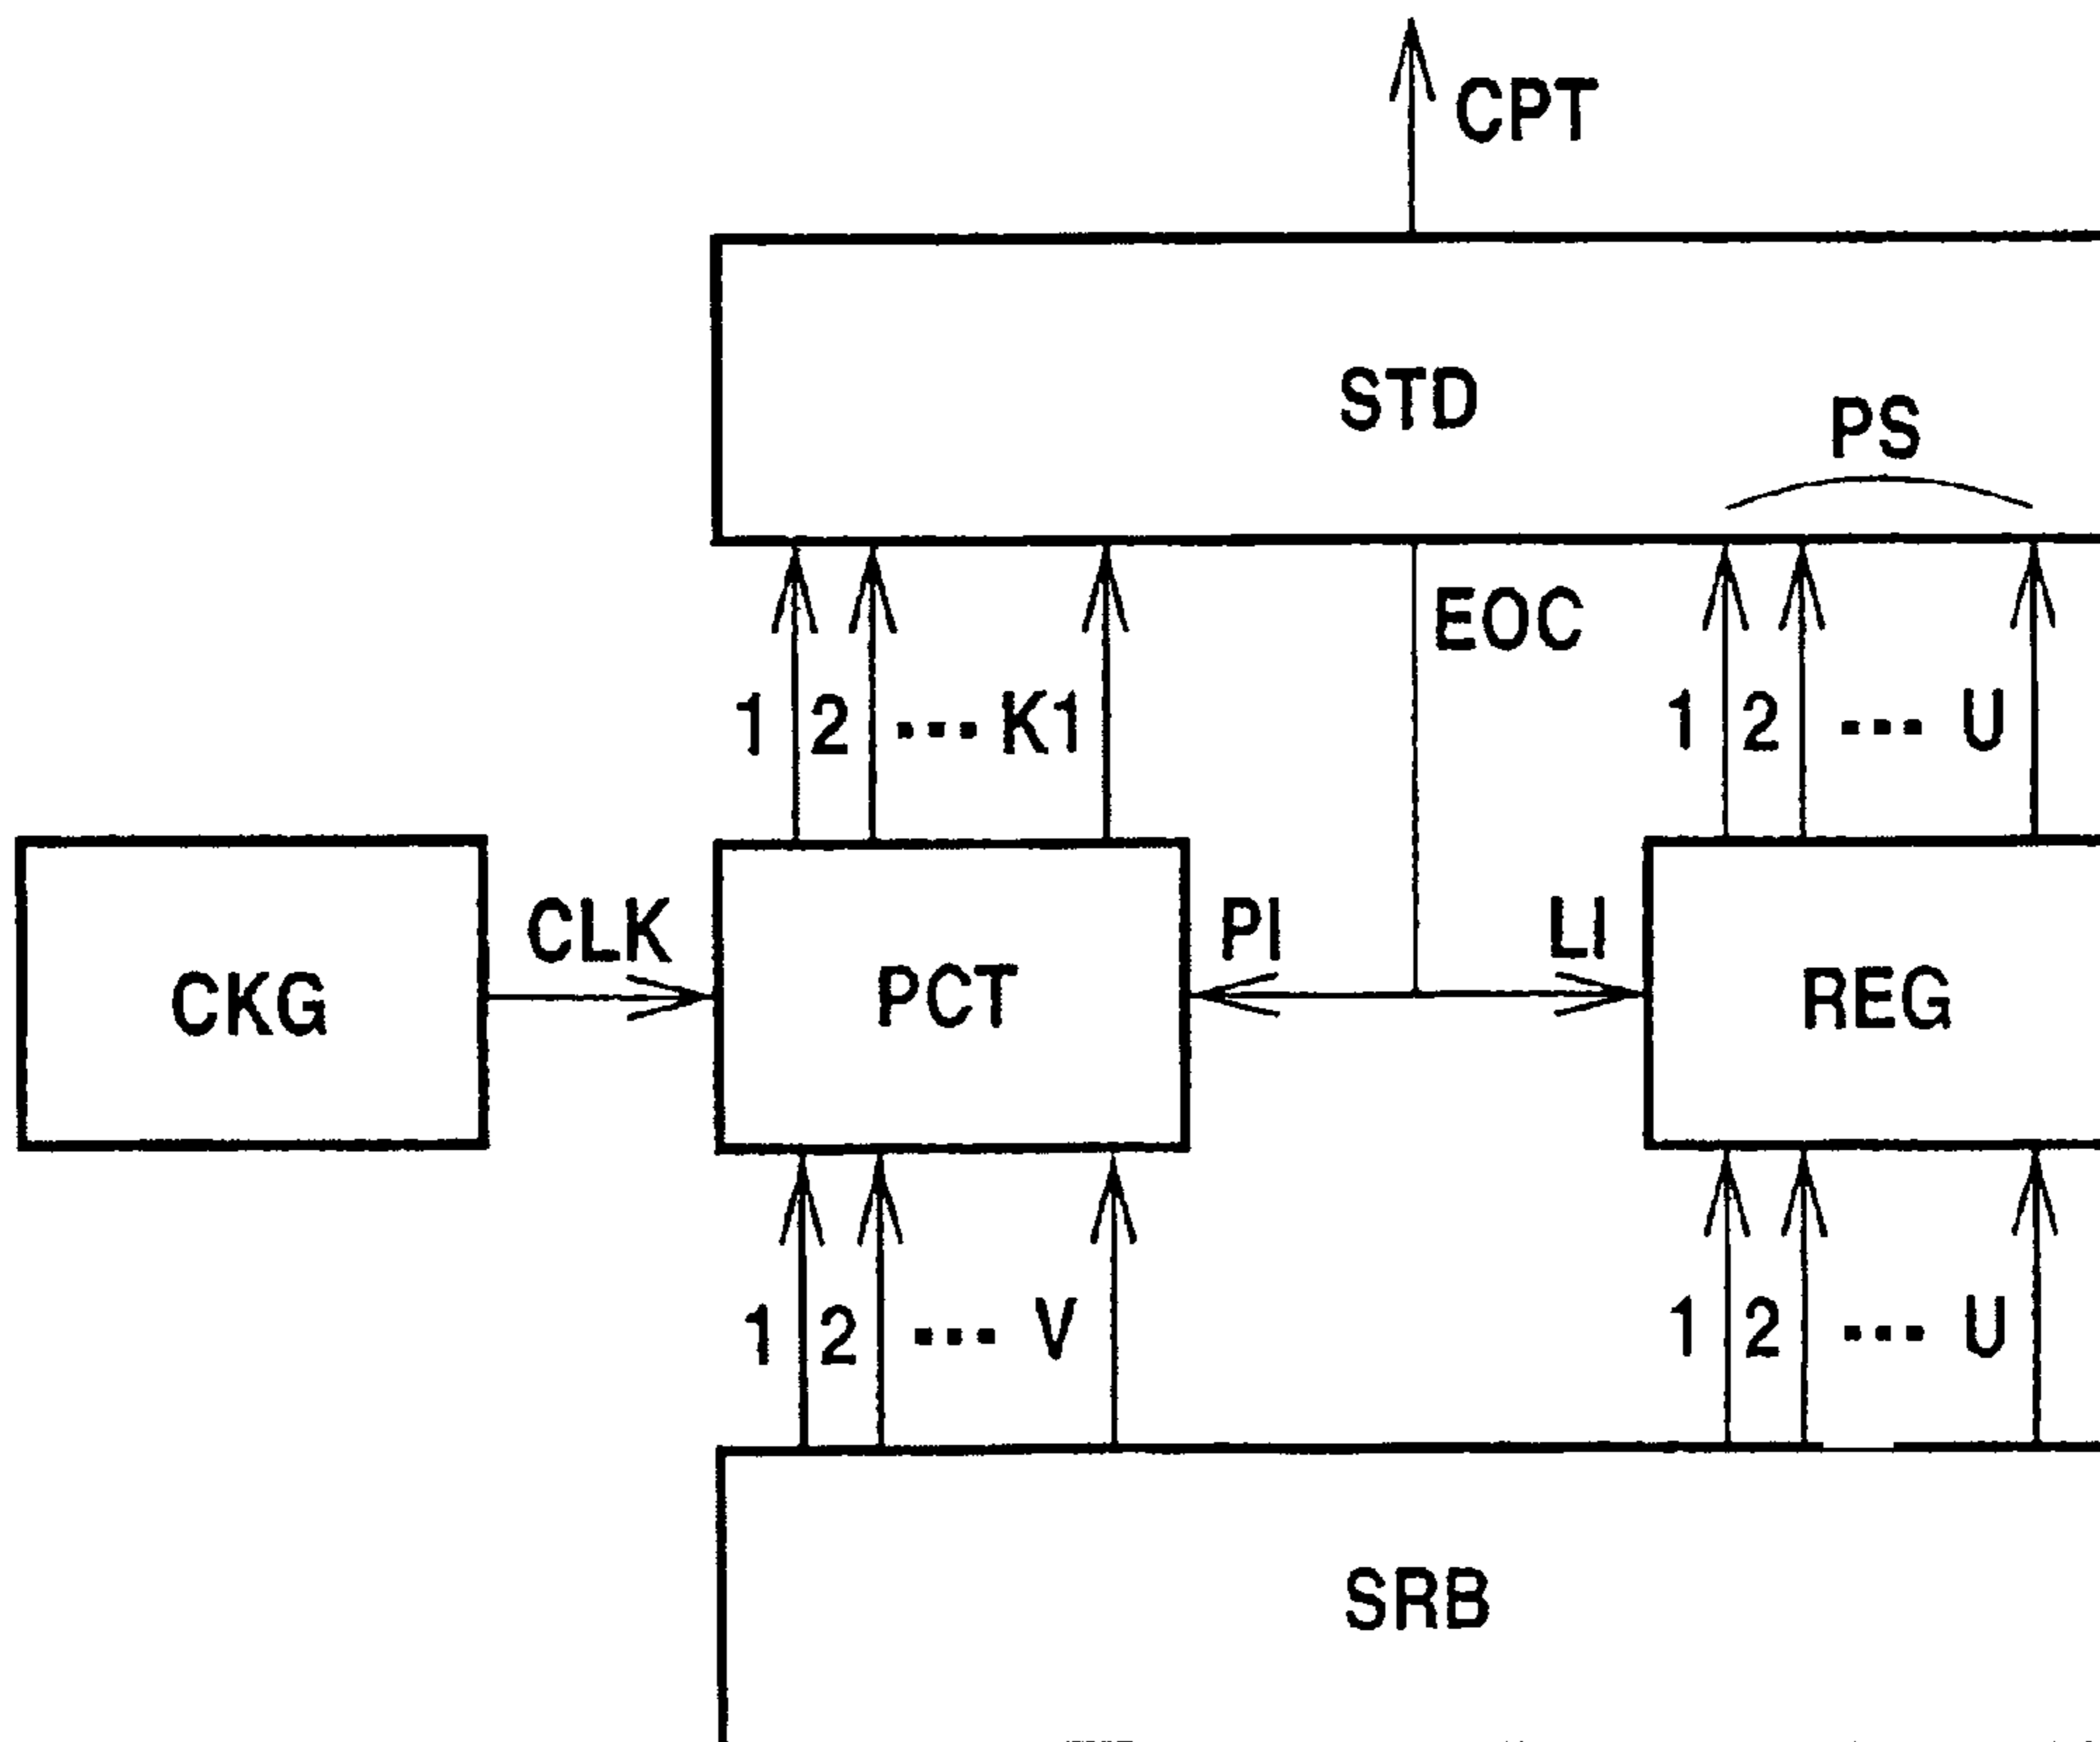 CPT
STD
PS
EOC
1 2 ... K1
1 2 ... U
CLK
PI
LI
CKG
PCT
REG
1 2 ... V
1 2 ... U
SRB